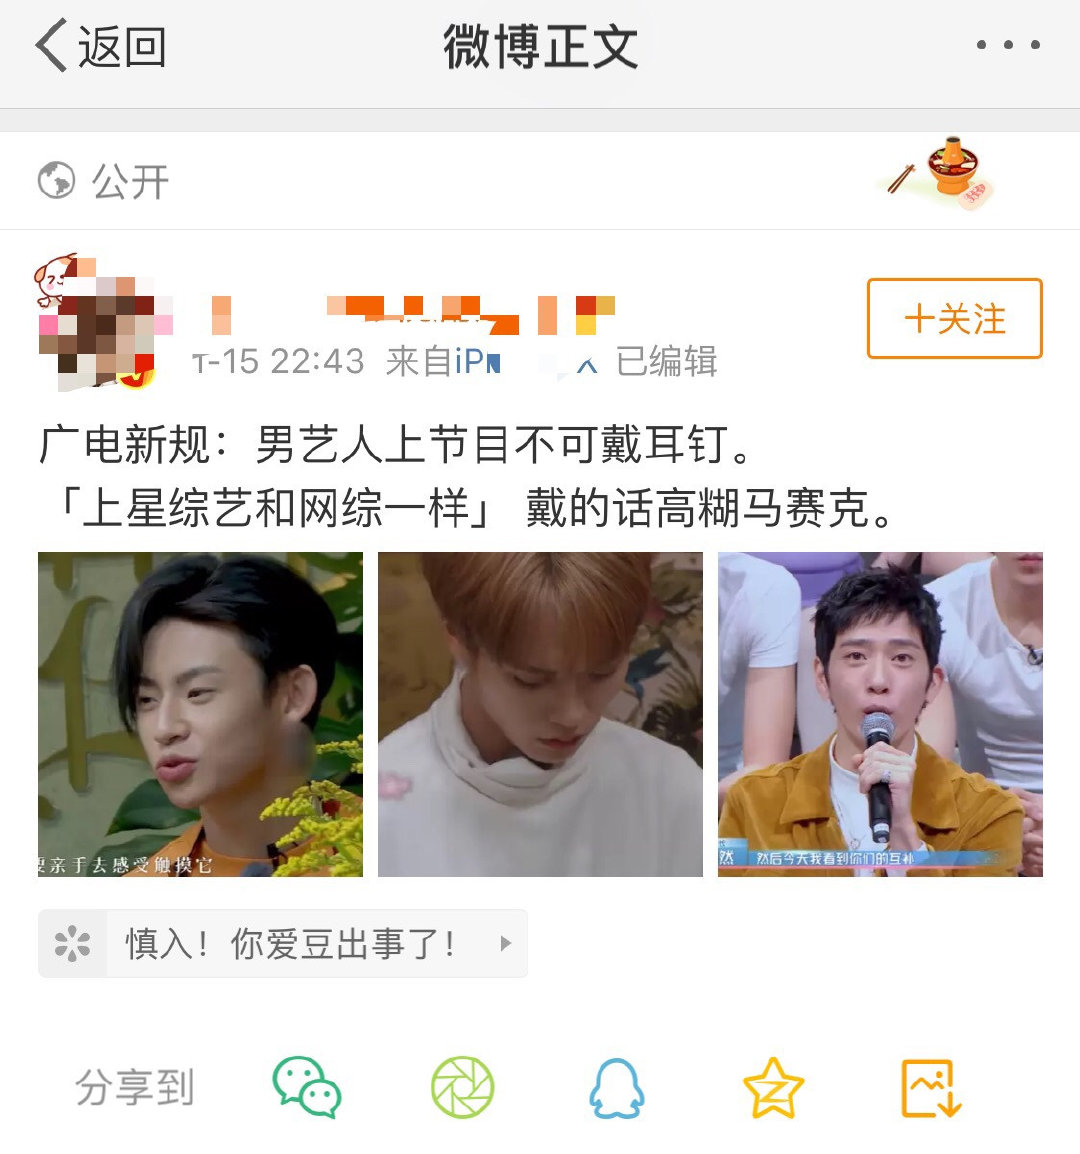 返回
微博正文
公开
十关注
-15 22:43 来自iP
已编辑
广电新规：男艺人上节目不可戴耳钉。
「上星综艺和网综一样」 戴的话高糊马赛克。
亲手去感受触摸它
然
然后今天我看到你们的互补
慎入！你爱豆出事了！
分享到